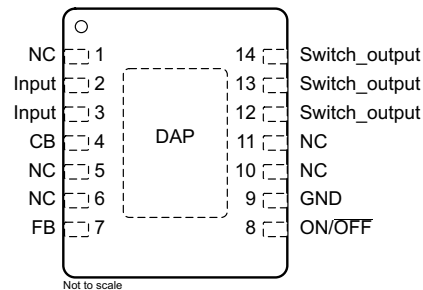 NC 1 14 Switch_output
Input 2 13 Switch_output
Input 3 12 Switch_output
CB 4 DAP 11 NC
NC 5 10 NC
NC 6 9 GND
FB 7 8 ON/OFF
Not to scale